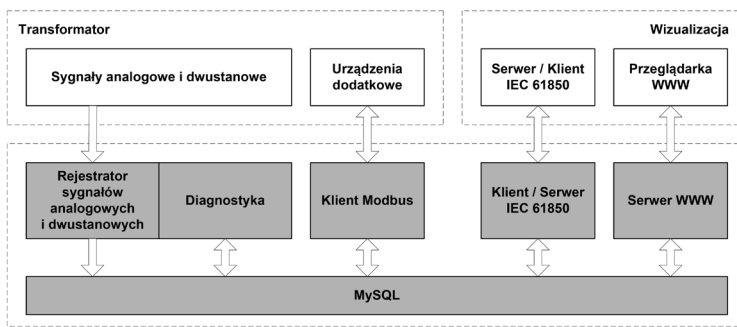 Transformator
Wizualizacja
Sygnały analogowe i dwustanowe
Urządzenia
dodatkowe
Serwer / Klient
IEC 61850
Przeglądarka
WWW
Rejestrator
sygnałów
analogowych
i dwustanowych
Diagnostyka
Klient Modbus
Klient / Serwer
IEC 61850
Serwer WWW
MySQL